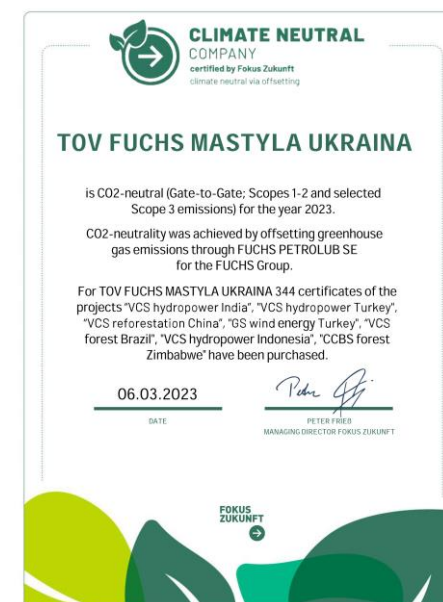 CLIMATE NEUTRAL
COMPANY
certified by Fokus Zukunft
climate neutral via offsetting
TOV FUCHS MASTYLA UKRAINA
is CO2-neutral (Gate-to-Gate; Scopes 1-2 and selected
Scope 3 emissions) for the year 2023.
CO2-neutrality was achieved by offsetting greenhouse
gas emissions through FUCHS PETROLUB SE
for the FUCHS Group.
For TOV FUCHS MASTYLA UKRAINA 344 certificates of the
projects "VCS hydropower India", "VCS hydropower Turkey",
"VCS reforestation China", "GS wind energy Turkey", "VCS
forest Brazil", "VCS hydropower Indonesia", "CCBS forest
Zimbabwe" have been purchased.
06.03.2023
DATE
PETER FRIEß
MANAGING DIRECTOR FOKUS ZUKUNFT
FOKUS
ZUKUNFT